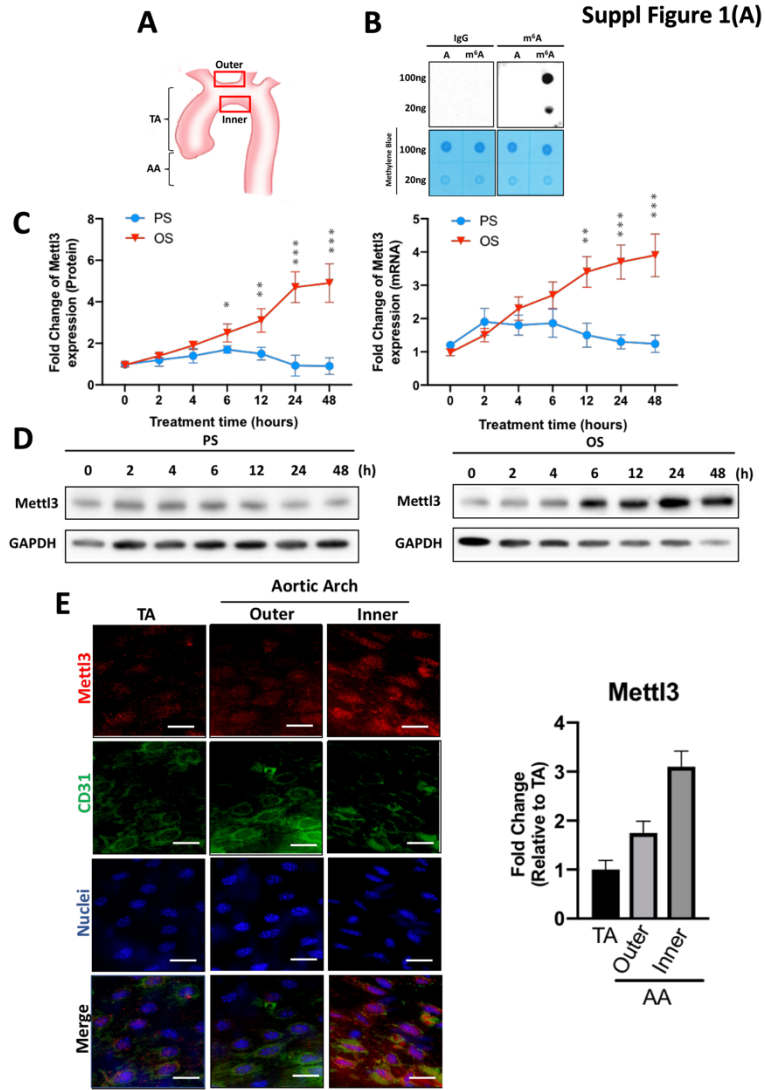 Suppl Figure 1(A)
A
Outer
Inner
TA
AA
B
IgG m⁶A
A m⁶A A m⁶A
100ng
20ng
Methylene Blue
100ng
20ng
C
PS
OS
Fold Change of Mettl3
expression (Protein)
8
6
4
2
0
* ** *** ***
0 2 4 6 12 24 48
Treatment time (hours)
PS
OS
Fold Change of Mettl3
expression (mRNA)
5
4
3
2
1
0
** *** ***
0 2 4 6 12 24 48
Treatment time (hours)
D
PS
0 2 4 6 12 24 48 (h)
Mettl3
GAPDH
OS
0 2 4 6 12 24 48 (h)
Mettl3
GAPDH
E
Aortic Arch
TA Outer Inner
Mettl3
CD31
Nuclei
Merge
Mettl3
Fold Change
(Relative to TA)
4
3
2
1
0
TA
Outer
Inner
AA